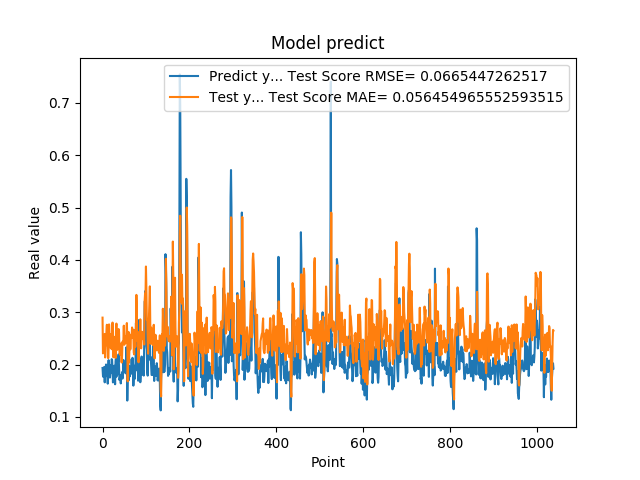 Model predict
Predict y... Test Score RMSE= 0.0665447262517
Test y... Test Score MAE= 0.056454965552593515
0.7
0.6
0.5
0.4
0.3
0.2
0.1
Real value
0 200 400 600 800 1000
Point